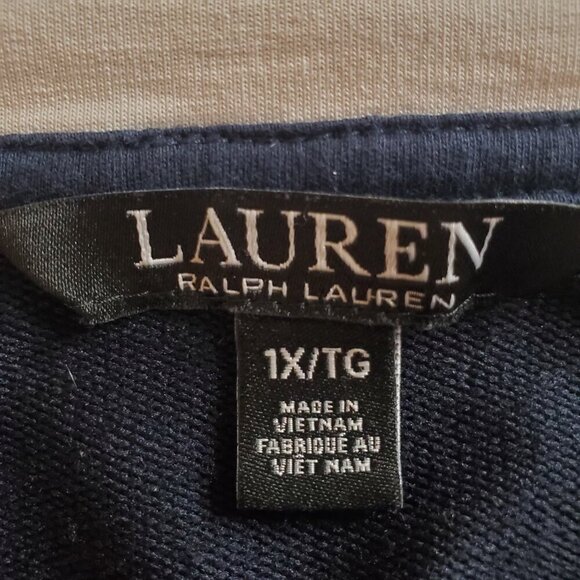 LAUREN
RALPH LAUREN
1X/TG
MADE IN
VIETNAM
FABRIQUÉ AU
VIÊT NAM